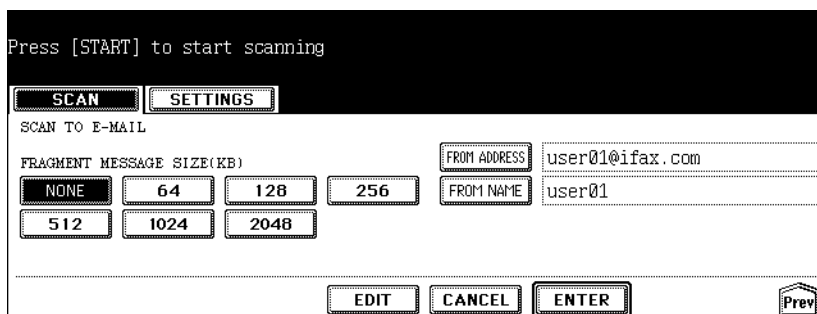 Press [START] to start scanning
SCAN SETTINGS
SCAN TO E-MAIL
FRAGMENT MESSAGE SIZE(KB)
FROM ADDRESS user01@ifax.com
NONE 64 128 256
FROM NAME user01
512 1024 2048
EDIT CANCEL ENTER Prev